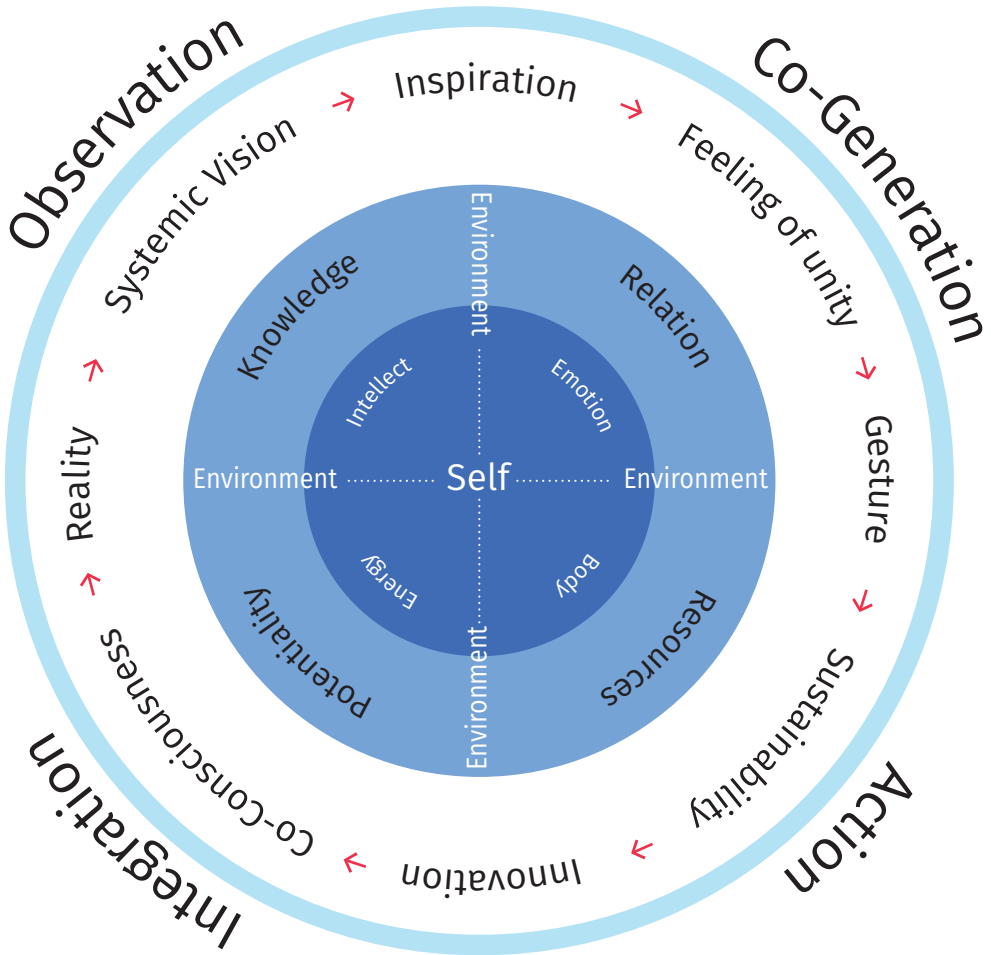 Observation
Co-Generation
Action
Integration
Inspiration
Feeling of unity
Gesture
Sustainability
Innovation
Co-Consciousness
Reality
Systemic Vision
Knowledge
Relation
Resources
Potentiality
Environment
Environment
Environment
Environment
Intellect
Emotion
Body
Energy
Self